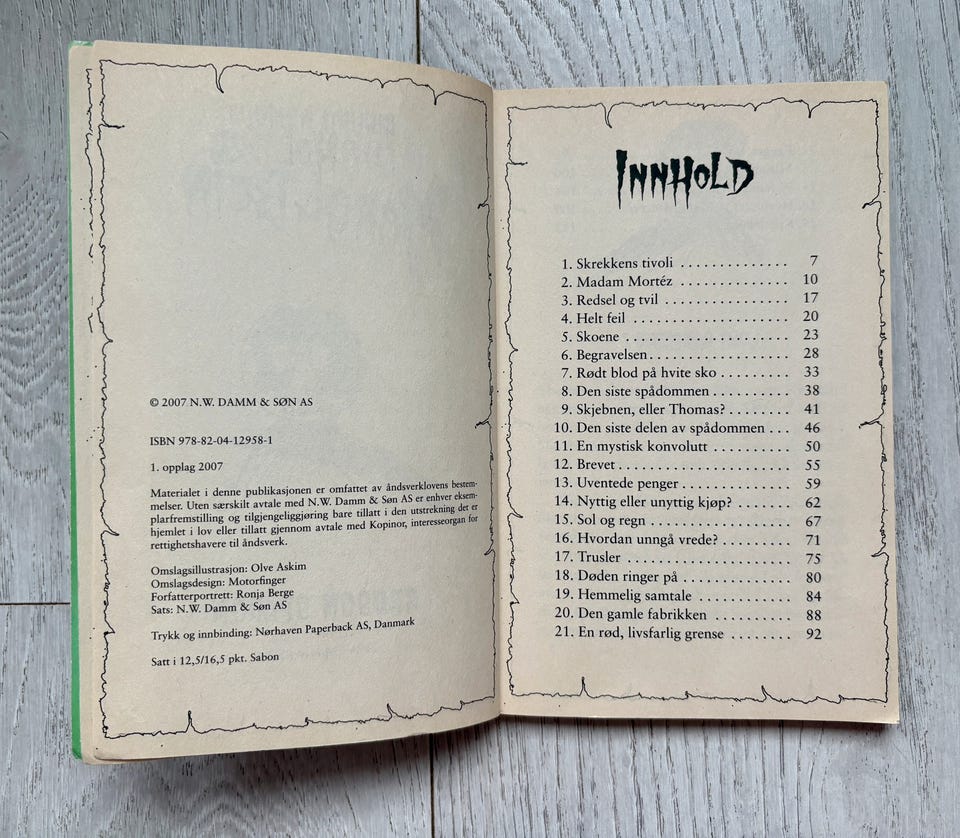 © 2007 N.W. DAMM & SØN AS
ISBN 978-82-04-12958-1
1. opplag 2007
Materialet i denne publikasjonen er omfattet av åndsverklovens bestem-
melser. Uten særskilt avtale med N.W. Damm & Søn AS er enhver eksem-
plarfremstilling og tilgjengeliggjøring bare tillatt i den utstrekning det er
hjemlet i lov eller tillatt gjennom avtale med Kopinor, interesseorgan for
rettighetshavere til åndsverk.
Omslagsillustrasjon: Olve Askim
Omslagsdesign: Motorfinger
Forfatterportrett: Ronja Berge
Sats: N.W. Damm & Søn AS
Trykk og innbinding: Nørhaven Paperback AS, Danmark
Satt i 12,5/16,5 pkt. Sabon
INNHOLD
1. Skrekkens tivoli . . . . . . . . . . . . . . 7
2. Madam Mortéz . . . . . . . . . . . . . . 10
3. Redsel og tvil . . . . . . . . . . . . . . . . 17
4. Helt feil . . . . . . . . . . . . . . . . . . . . 20
5. Skoene . . . . . . . . . . . . . . . . . . . . . 23
6. Begravelsen . . . . . . . . . . . . . . . . . . 28
7. Rødt blod på hvite sko . . . . . . . . . 33
8. Den siste spådommen . . . . . . . . . . 38
9. Skjebnen, eller Thomas? . . . . . . . . 41
10. Den siste delen av spådommen . . . 46
11. En mystisk konvolutt . . . . . . . . . . 50
12. Brevet . . . . . . . . . . . . . . . . . . . . . . 55
13. Uventede penger . . . . . . . . . . . . . . 59
14. Nyttig eller unyttig kjøp? . . . . . . . 62
15. Sol og regn . . . . . . . . . . . . . . . . . . 67
16. Hvordan unngå vrede? . . . . . . . . . 71
17. Trusler . . . . . . . . . . . . . . . . . . . . . 75
18. Døden ringer på . . . . . . . . . . . . . . 80
19. Hemmelig samtale . . . . . . . . . . . . 84
20. Den gamle fabrikken . . . . . . . . . . 88
21. En rød, livsfarlig grense . . . . . . . . 92